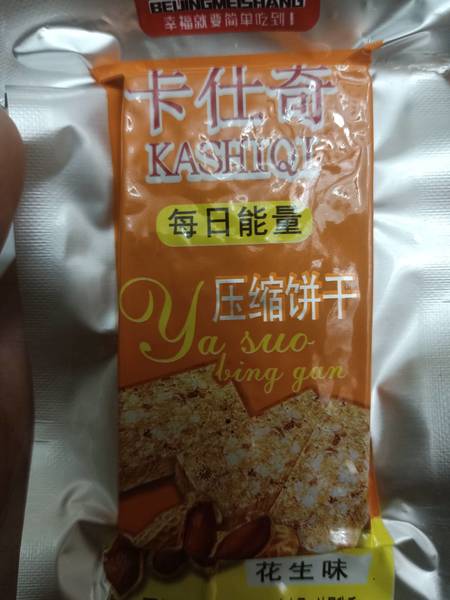 BEIJINGMEISHANG
幸福就要简单吃到!
卡仕奇
KASHIQI
每日能量
压缩饼干
Ya suo
bing gan
花生味